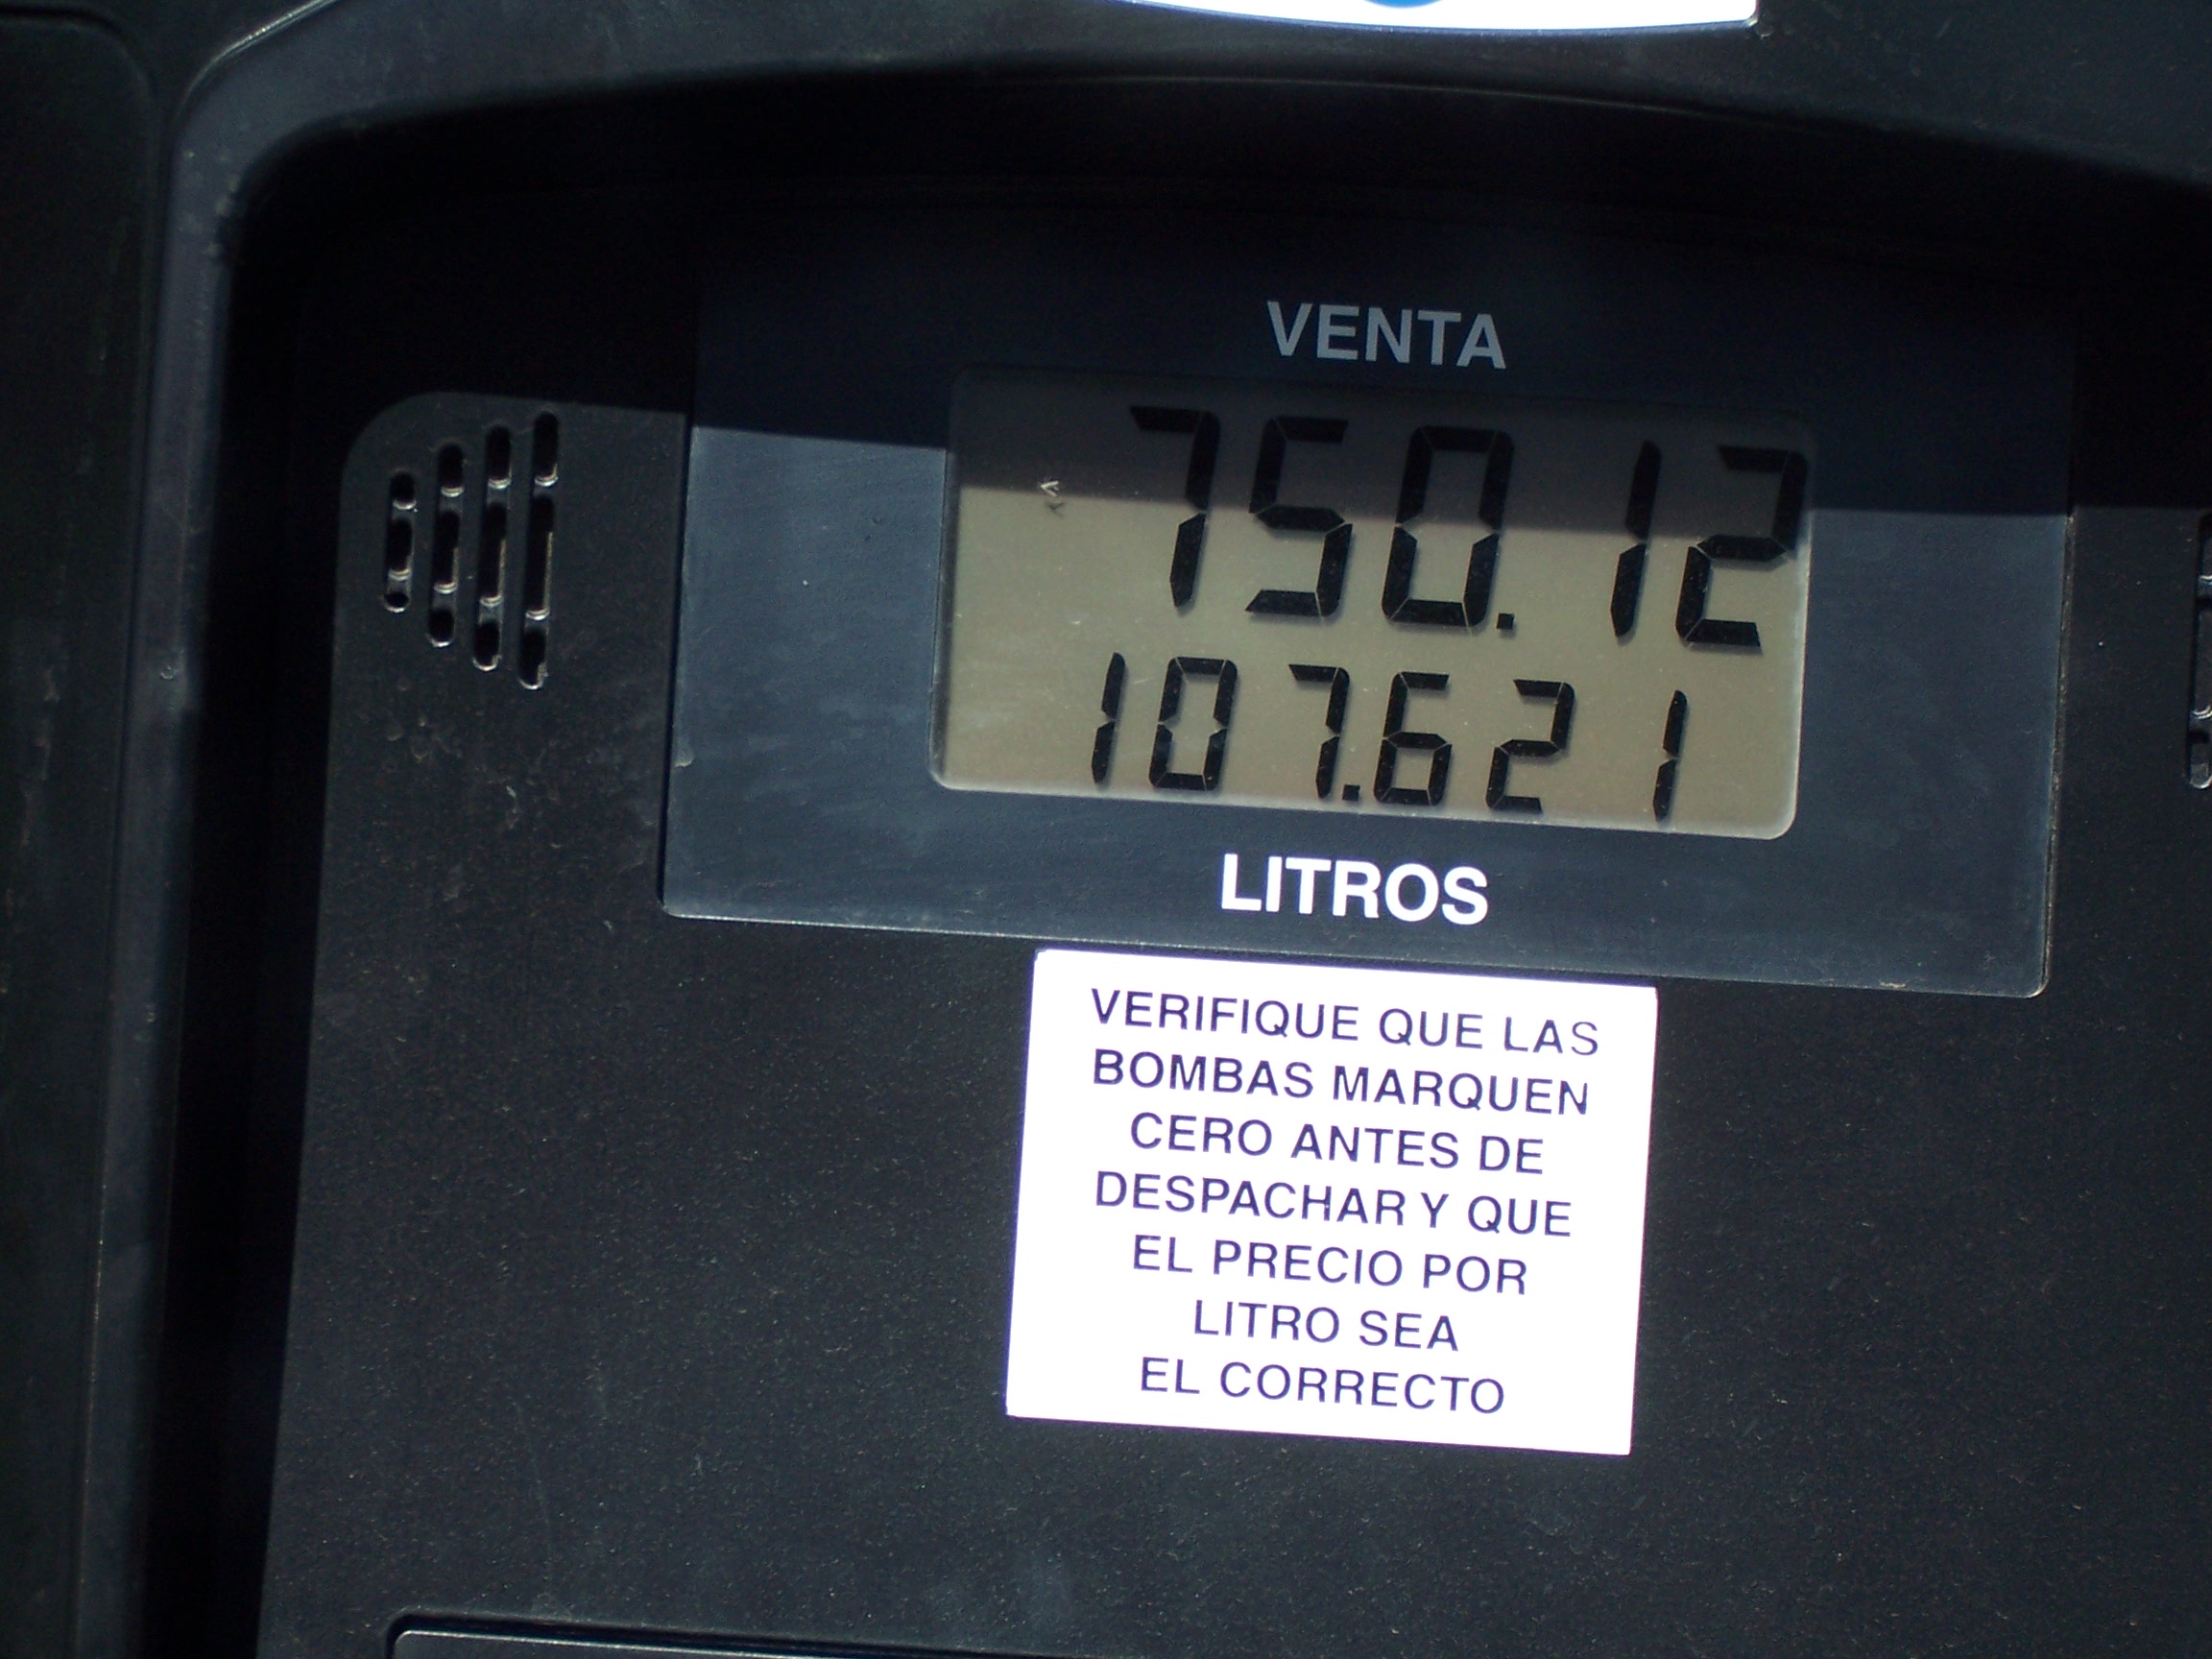 VENTA
750.12
107.621
LITROS
VERIFIQUE QUE LAS
BOMBAS MARQUEN
CERO ANTES DE
DESPACHAR Y QUE
EL PRECIO POR
LITRO SEA
EL CORRECTO